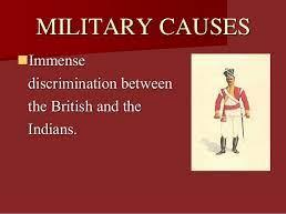 MILITARY CAUSES
Immense
discrimination between
the British and the
Indians.